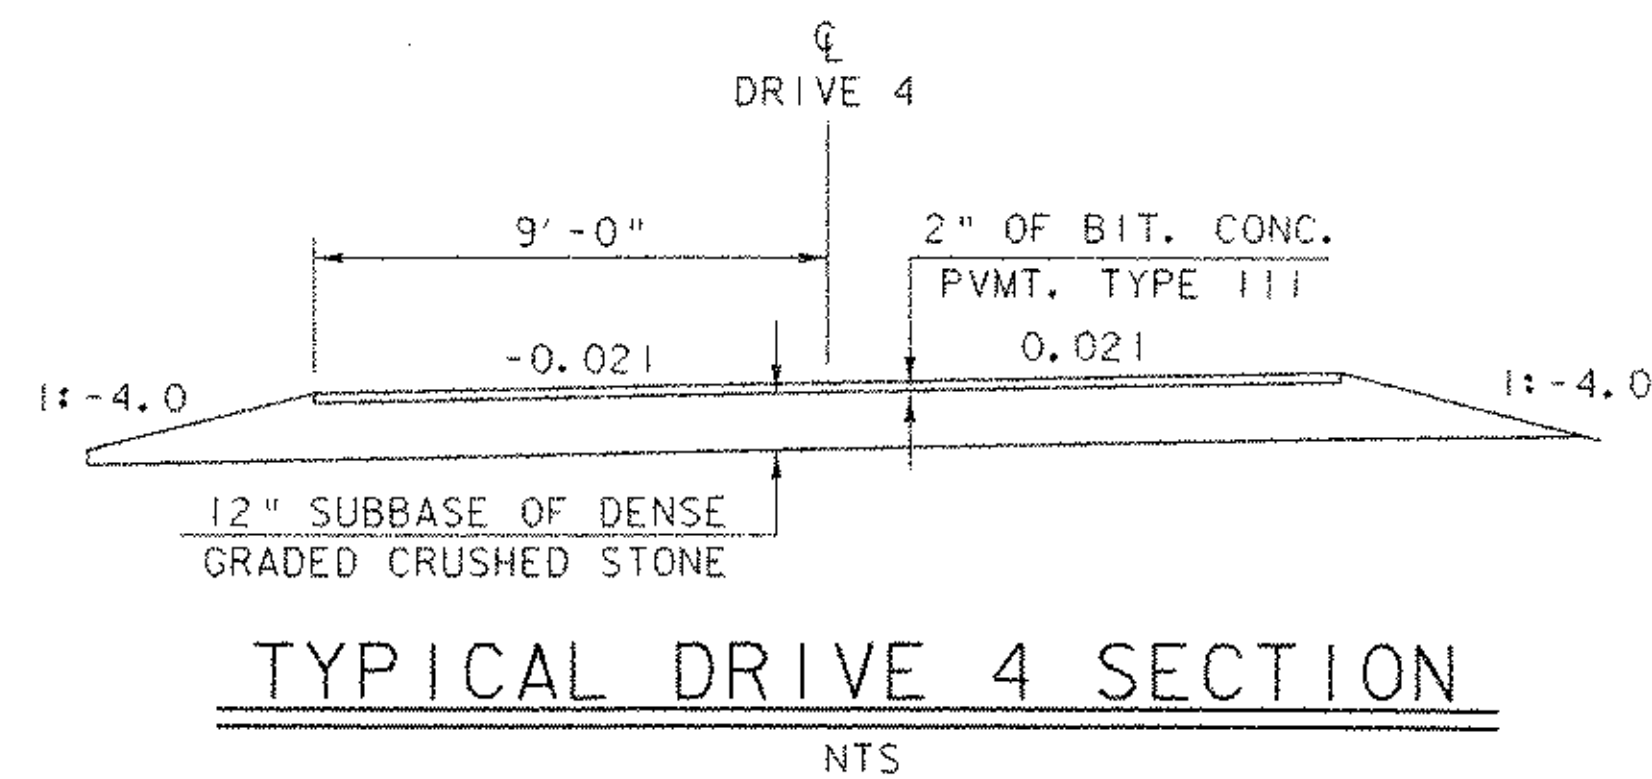 ℄
DRIVE 4
9'-0"
2" OF BIT. CONC.
PVMT. TYPE III
-0.021
0.021
1:-4.0
1:-4.0
12" SUBBASE OF DENSE
GRADED CRUSHED STONE
TYPICAL DRIVE 4 SECTION
NTS